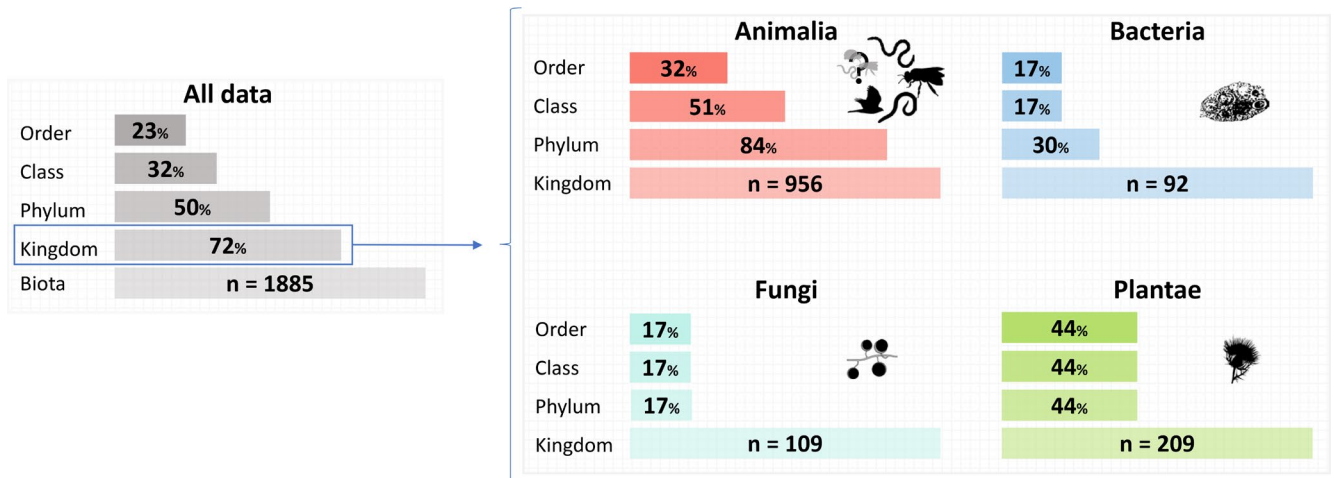 All data
Order 23%
Class 32%
Phylum 50%
Kingdom 72%
Biota n = 1885
Animalia
Order 32%
Class 51%
Phylum 84%
Kingdom n = 956
Bacteria
17%
17%
30%
n = 92
Fungi
Order 17%
Class 17%
Phylum 17%
Kingdom n = 109
Plantae
44%
44%
44%
n = 209